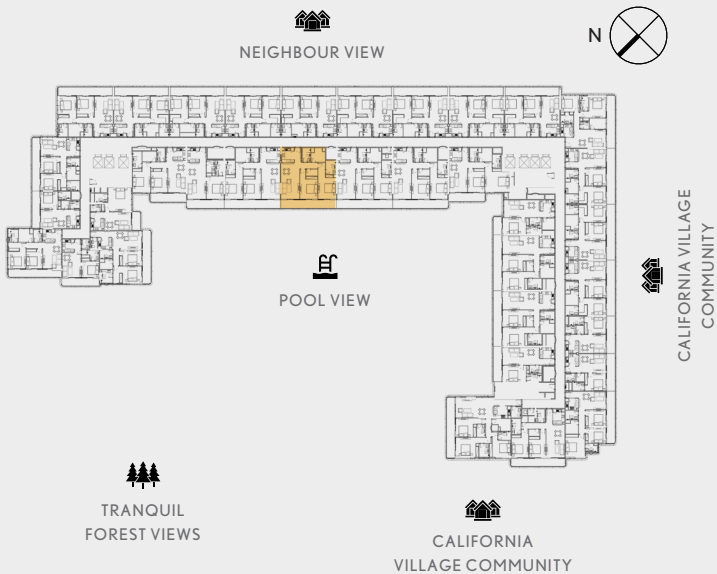 NEIGHBOUR VIEW
N
POOL VIEW
CALIFORNIA VILLAGE
COMMUNITY
TRANQUIL
FOREST VIEWS
CALIFORNIA
VILLAGE COMMUNITY